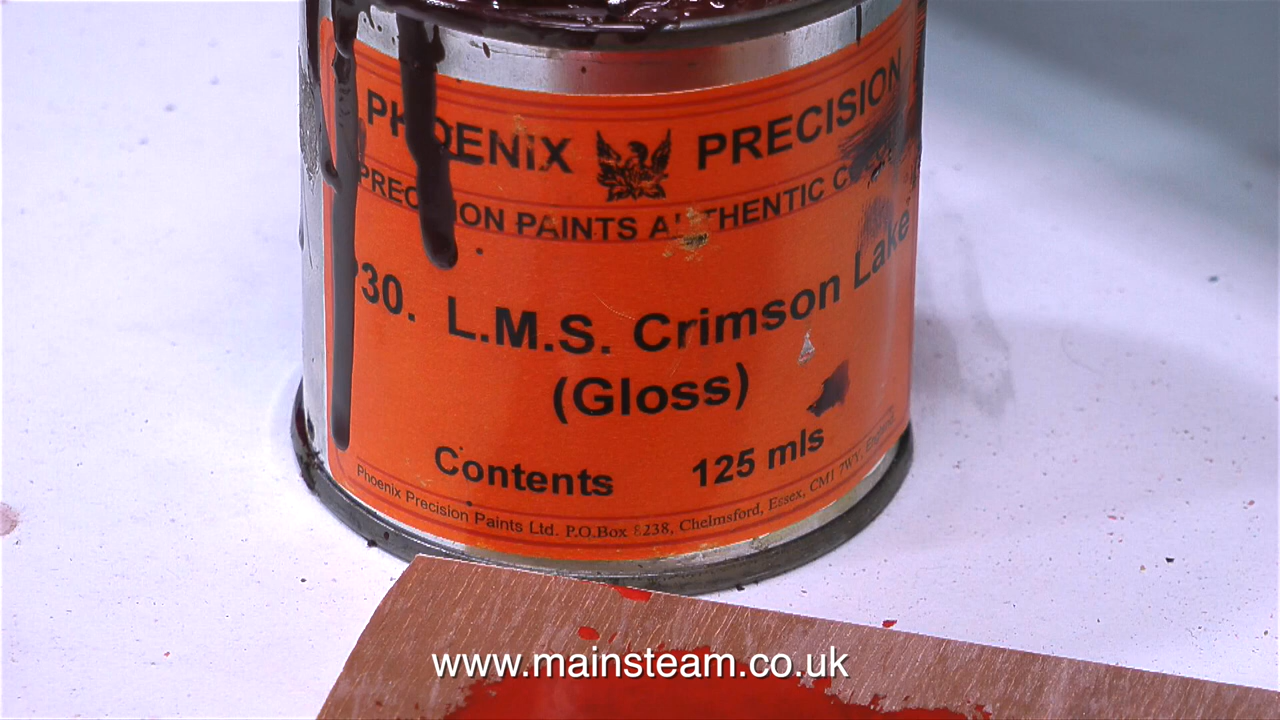 PHOENIX PRECISION
PRECISION PAINTS AUTHENTIC
30. L.M.S. Crimson Lake
(Gloss)
Contents 125 mls
Phoenix Precision Paints Ltd. P.O.Box 8238, Chelmsford, Essex, CM1 7WY, England
www.mainsteam.co.uk